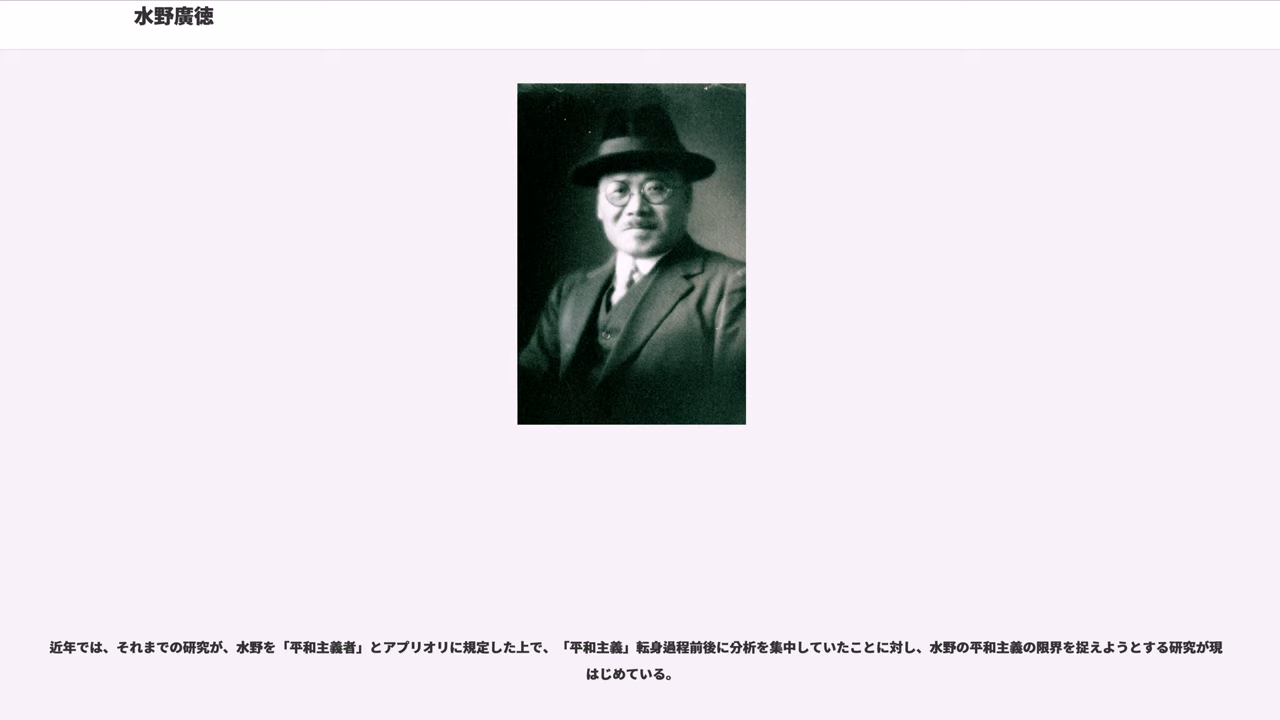 水野廣徳
近年では、それまでの研究が、水野を「平和主義者」とアプリオリに規定した上で、「平和主義」転身過程前後に分析を集中していたことに対し、水野の平和主義の限界を捉えようとする研究が現
はじめている。